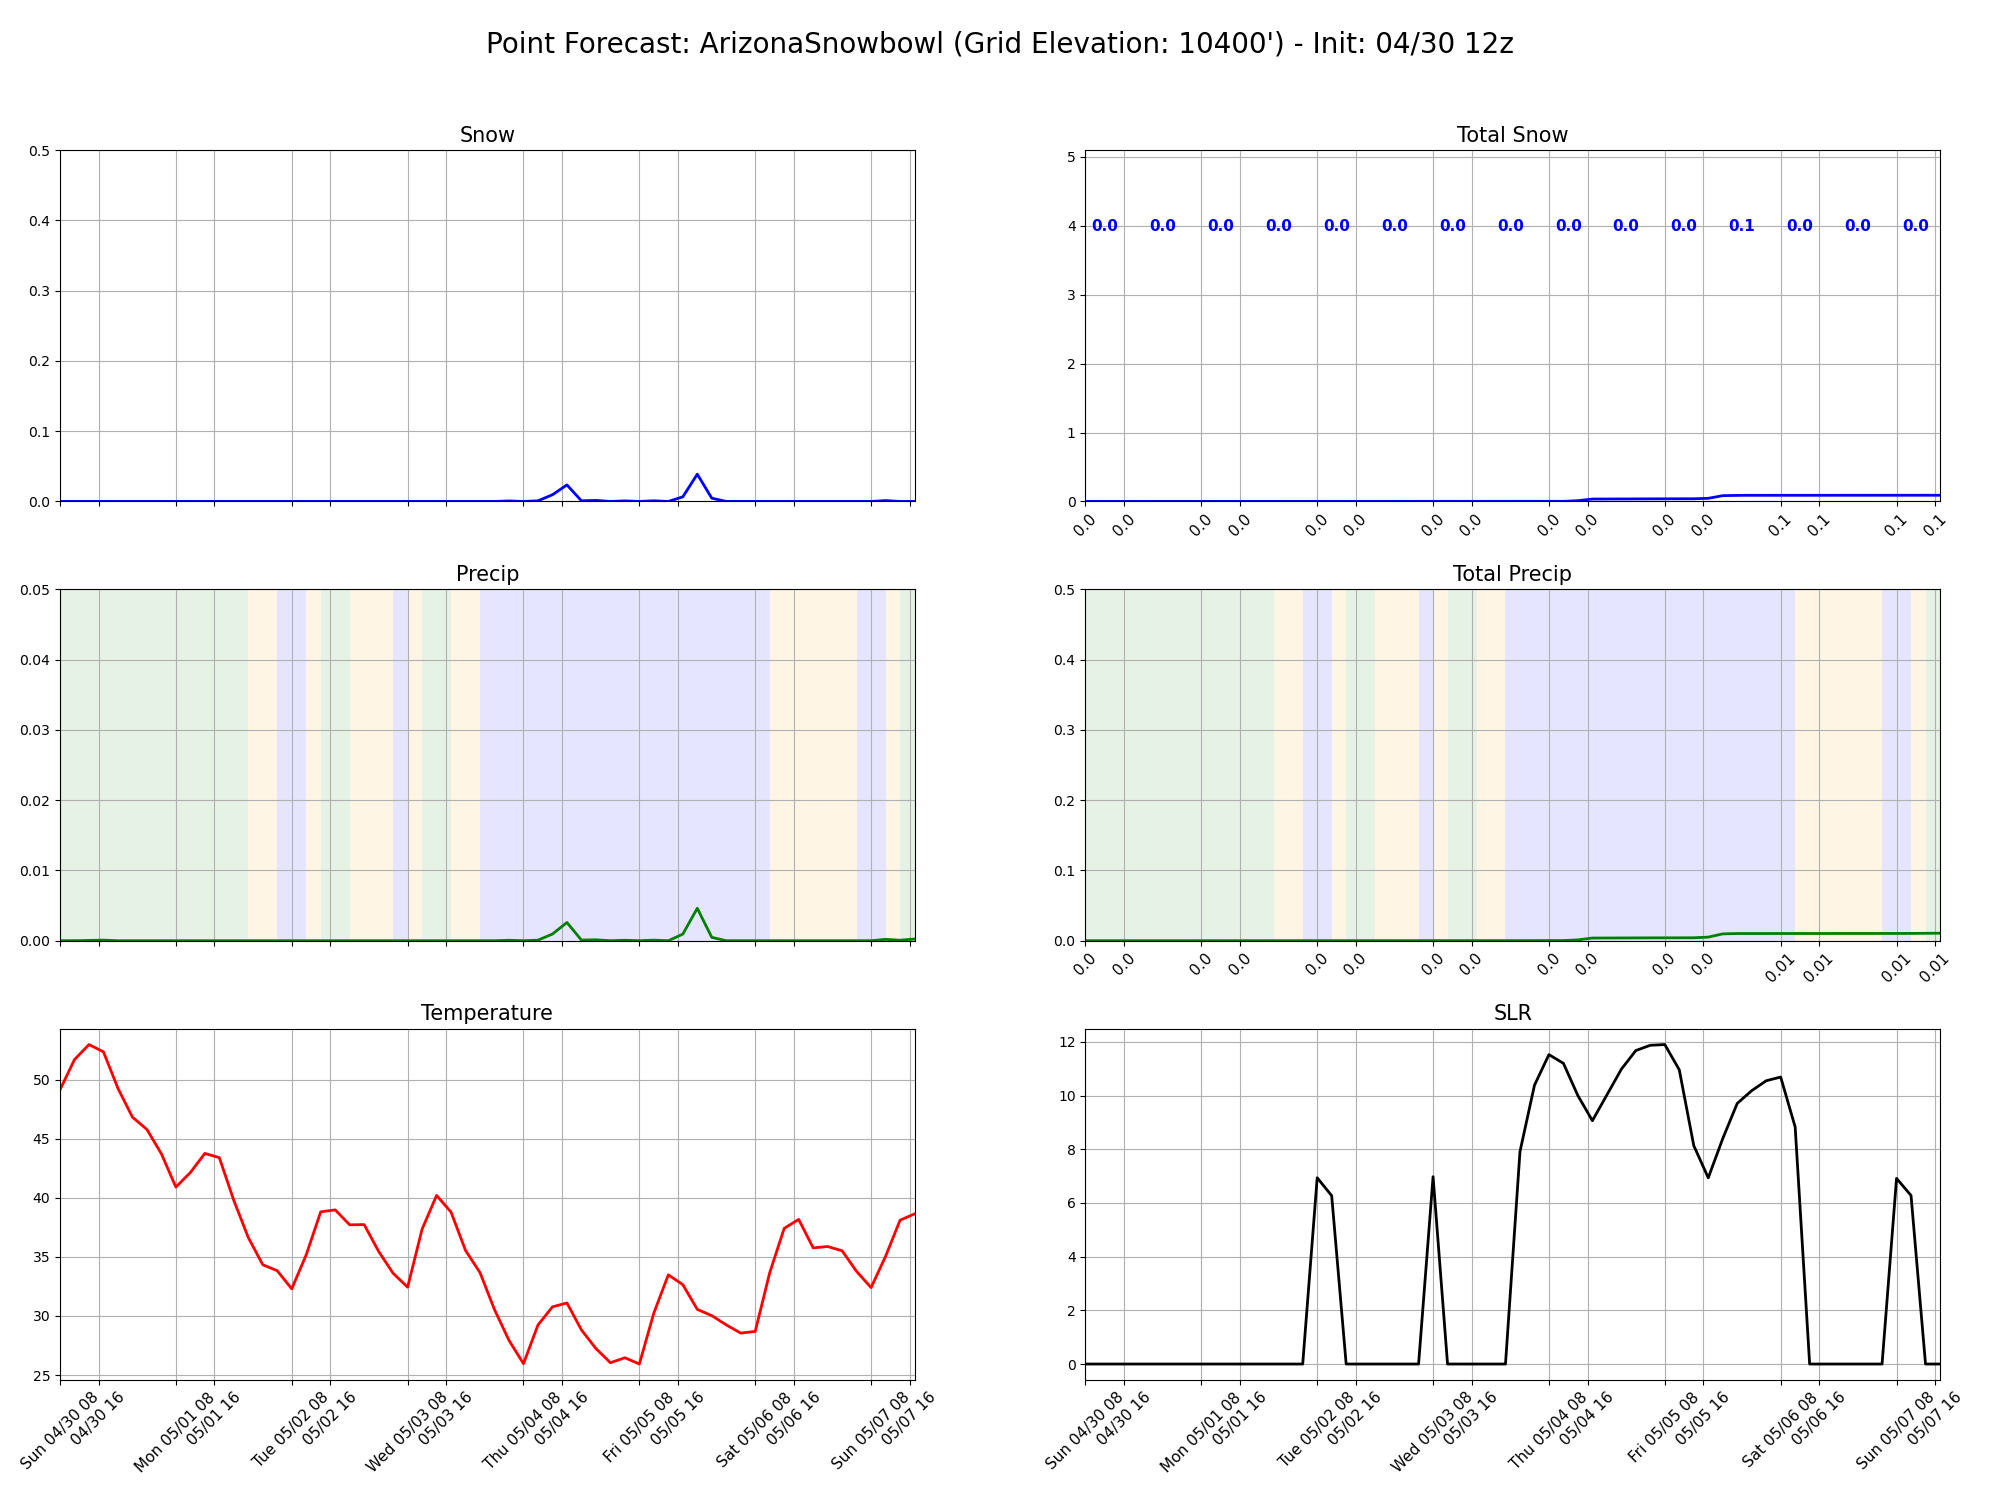 Point Forecast: ArizonaSnowbowl (Grid Elevation: 10400') - Init: 04/30 12z
Snow
0.5
0.4
0.3
0.2
0.1
0.0
Total Snow
5
4
3
2
1
0
0.0 0.0 0.0 0.0 0.0 0.0 0.0 0.0 0.0 0.0 0.0 0.1 0.0 0.0 0.0
0.0 0.0 0.0 0.0 0.0 0.0 0.0 0.0 0.0 0.0 0.0 0.0 0.1 0.1 0.1 0.1
Precip
0.05
0.04
0.03
0.02
0.01
0.00
Total Precip
0.5
0.4
0.3
0.2
0.1
0.0
0.0 0.0 0.0 0.0 0.0 0.0 0.0 0.0 0.0 0.0 0.0 0.0 0.01 0.01 0.01 0.01
Temperature
50
45
40
35
30
25
Sun 04/30 08
04/30 16
Mon 05/01 08
05/01 16
Tue 05/02 08
05/02 16
Wed 05/03 08
05/03 16
Thu 05/04 08
05/04 16
Fri 05/05 08
05/05 16
Sat 05/06 08
05/06 16
Sun 05/07 08
05/07 16
SLR
12
10
8
6
4
2
0
Sun 04/30 08
04/30 16
Mon 05/01 08
05/01 16
Tue 05/02 08
05/02 16
Wed 05/03 08
05/03 16
Thu 05/04 08
05/04 16
Fri 05/05 08
05/05 16
Sat 05/06 08
05/06 16
Sun 05/07 08
05/07 16